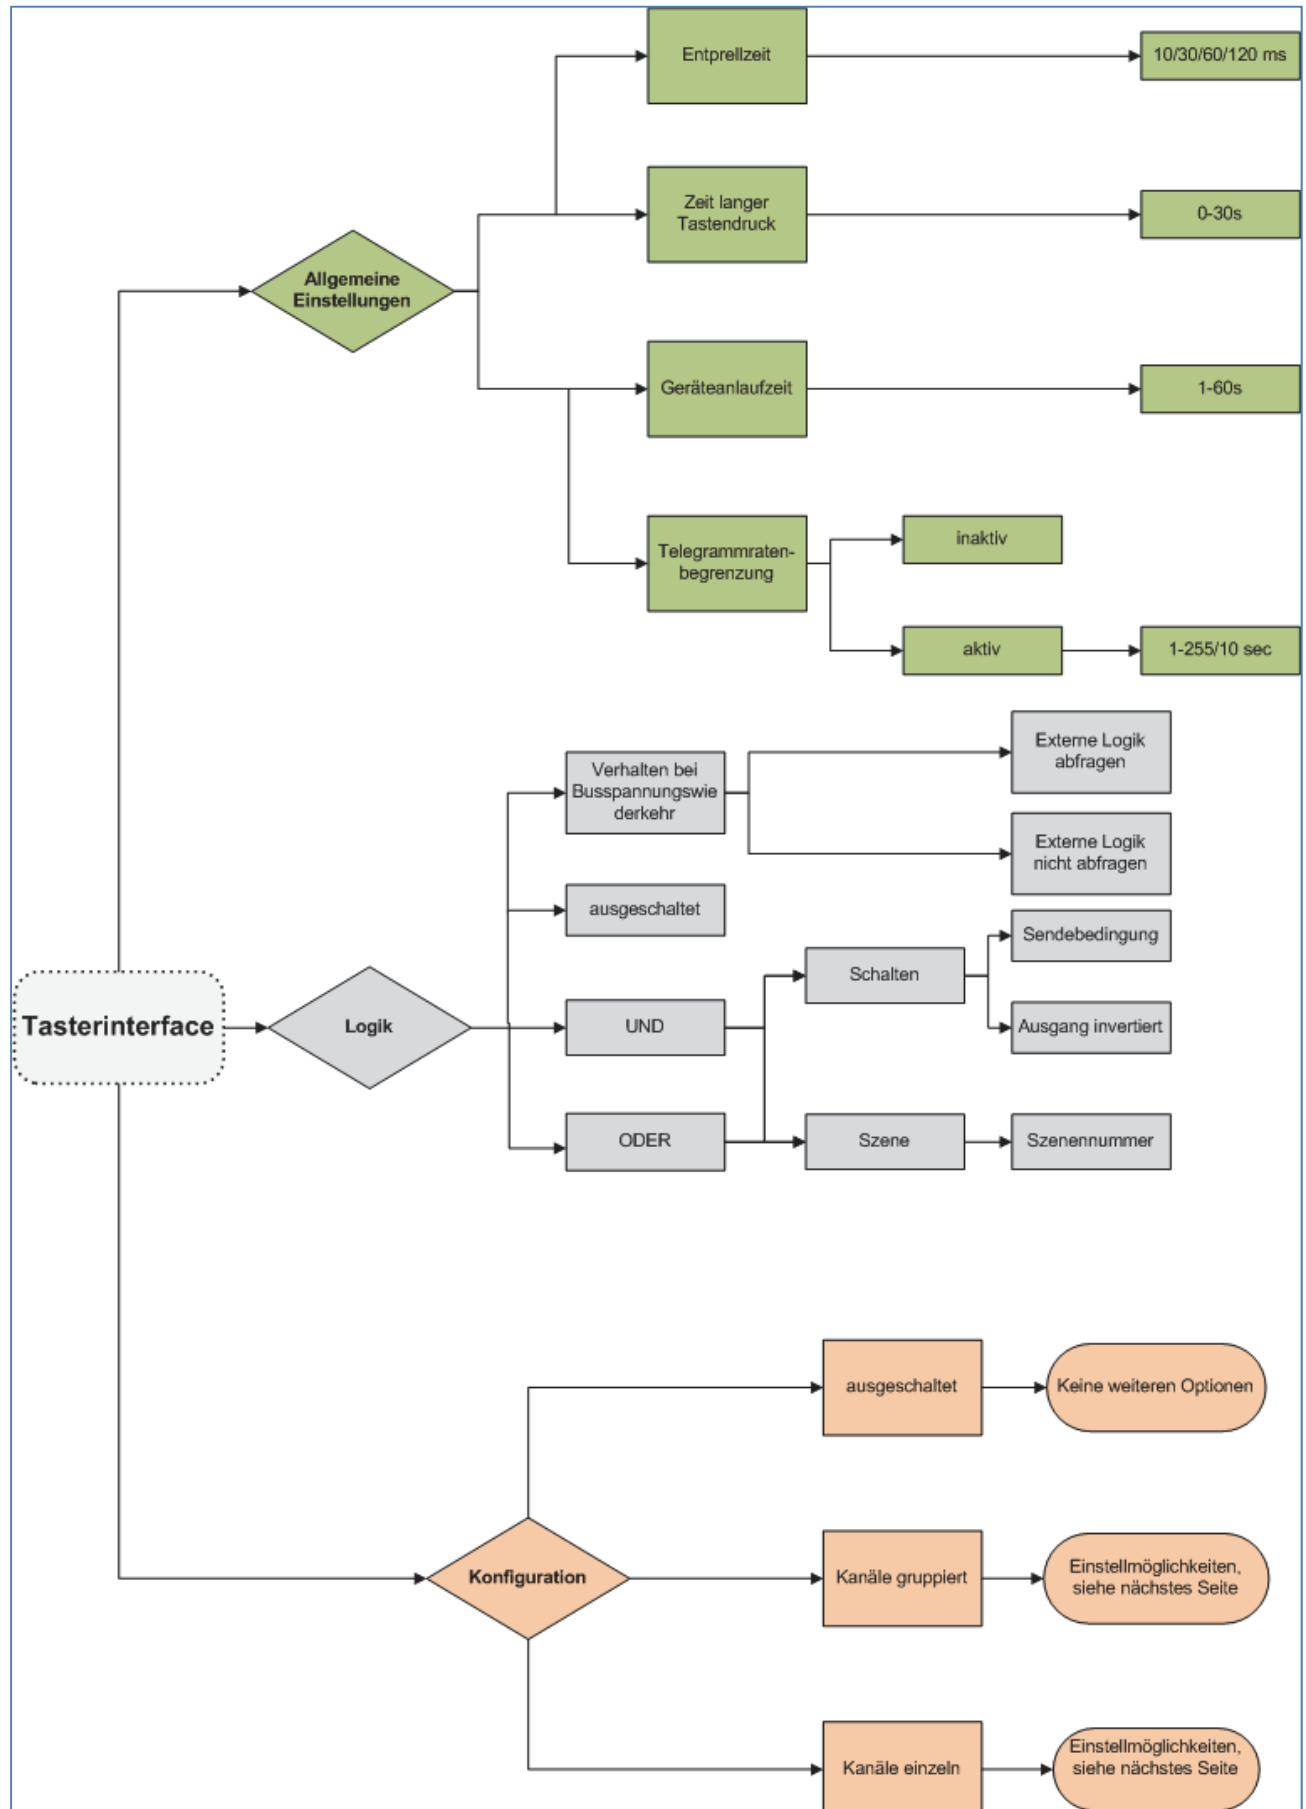 Entprellzeit
10/30/60/120 ms
Zeit langer
Tastendruck
0-30s
Allgemeine
Einstellungen
Geräteanlaufzeit
1-60s
Telegrammraten-
begrenzung
inaktiv
aktiv
1-255/10 sec
Verhalten bei
Busspannungswie
derkehr
Externe Logik
abfragen
Externe Logik
nicht abfragen
ausgeschaltet
Sendebedingung
Schalten
Tasterinterface
Logik
UND
Ausgang invertiert
ODER
Szene
Szenennummer
ausgeschaltet
Keine weiteren Optionen
Konfiguration
Kanäle gruppiert
Einstellmöglichkeiten,
siehe nächstes Seite
Kanäle einzeln
Einstellmöglichkeiten,
siehe nächstes Seite